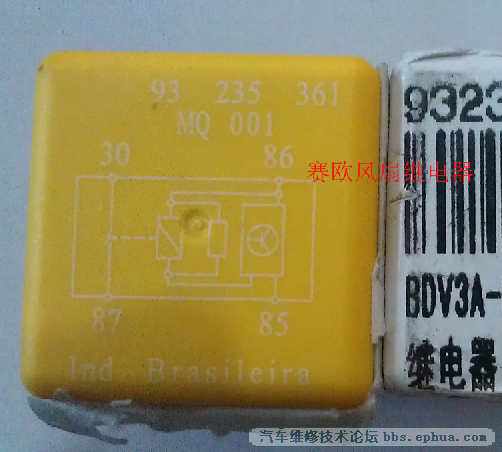 93 235 361
MQ 001
30 86
赛欧风扇继电器
87 85
Ind Brasileira
9323
BDV3A-
继电器
汽车维修技术论坛 bbs.ephua.com